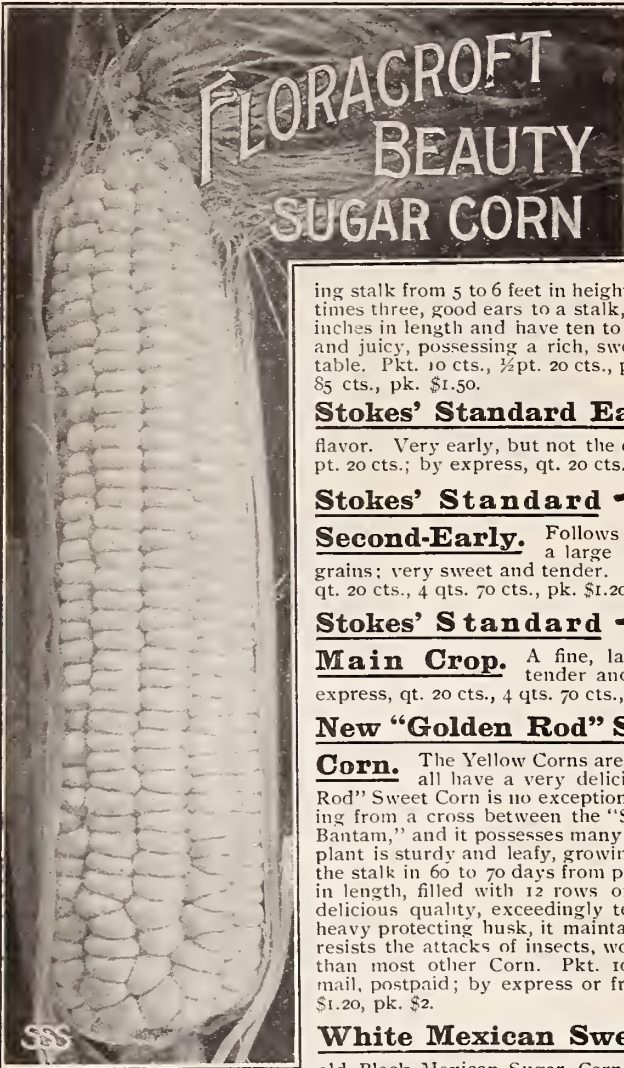 FLORACROFT
BEAUTY
SUGAR CORN
ing stalk from 5 to 6 feet in height
times three, good ears to a stalk,
inches in length and have ten to
and juicy, possessing a rich, swe
table. Pkt. 10 cts., ½pt. 20 cts., p
85 cts., pk. $1.50.
Stokes' Standard Ea
flavor. Very early, but not the e
pt. 20 cts.; by express, qt. 20 cts.
Stokes' Standard
Second-Early. Follows
a large
grains; very sweet and tender.
qt. 20 cts., 4 qts. 70 cts., pk. $1.20
Stokes' Standard
Main Crop. A fine, la
tender and
express, qt. 20 cts., 4 qts. 70 cts.,
New "Golden Rod" S
Corn. The Yellow Corns are
all have a very delici
Rod" Sweet Corn is no exception
ing from a cross between the "S
Bantam," and it possesses many
plant is sturdy and leafy, growin
the stalk in 60 to 70 days from p
in length, filled with 12 rows o
delicious quality, exceedingly te
heavy protecting husk, it mainta
resists the attacks of insects, wo
than most other Corn. Pkt. 10
mail, postpaid; by express or fr
$1.20, pk. $2.
White Mexican Swe
old Black Mexican Sugar Corn